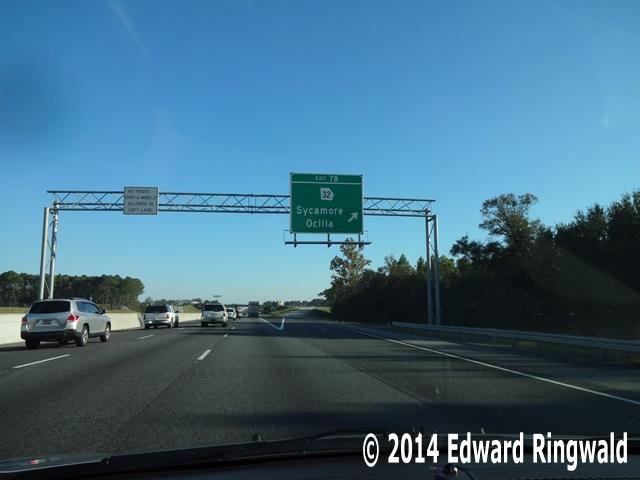 NO TRUCKS
OVER 6 WHEELS
ALLOWED IN
LEFT LANE
EXIT 78
32
Sycamore
Ocilla
© 2014 Edward Ringwald